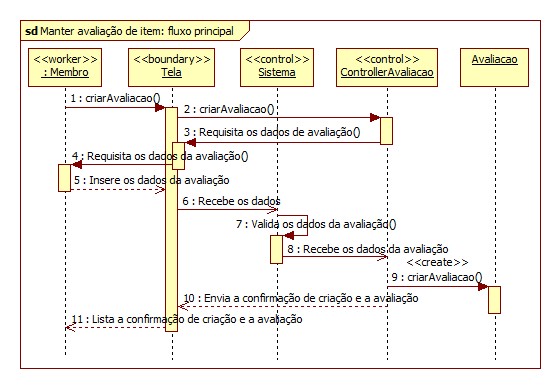 sd Manter avaliação de item: fluxo principal
<<worker>>
: Membro
<<boundary>>
Tela
<<control>>
Sistema
<<control>>
ControllerAvaliacao
Avaliacao
1 : criarAvaliacao()
2 : criarAvaliacao()
3 : Requisita os dados de avaliação()
4 : Requisita os dados da avaliação()
5 : Insere os dados da avaliação
6 : Recebe os dados
7 : Valida os dados da avaliação()
8 : Recebe os dados da avaliação
<<create>>
9 : criarAvaliacao()
10 : Envia a confirmação de criação e a avaliação
11 : Lista a confirmação de criação e a avaliação